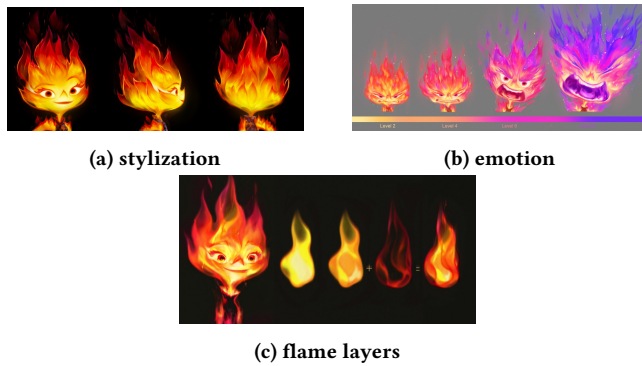 Level 2 Level 4 Level 6
(a) stylization
(b) emotion
+ =
(c) flame layers